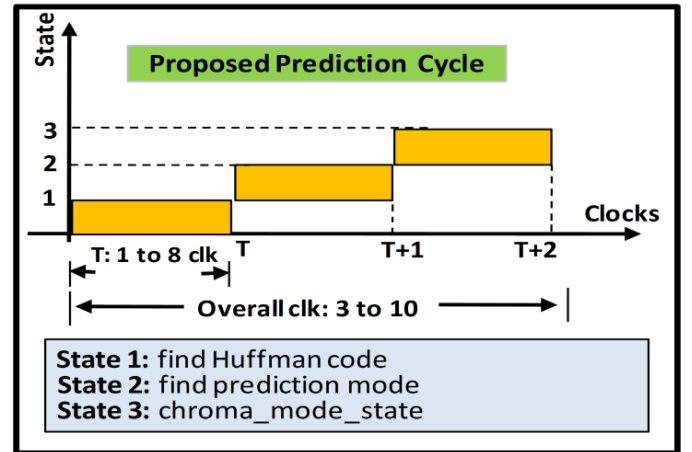 State
Proposed Prediction Cycle
3
2
1
Clocks
T
T+1
T+2
T: 1 to 8 clk
Overall clk: 3 to 10
State 1: find Huffman code
State 2: find prediction mode
State 3: chroma_mode_state